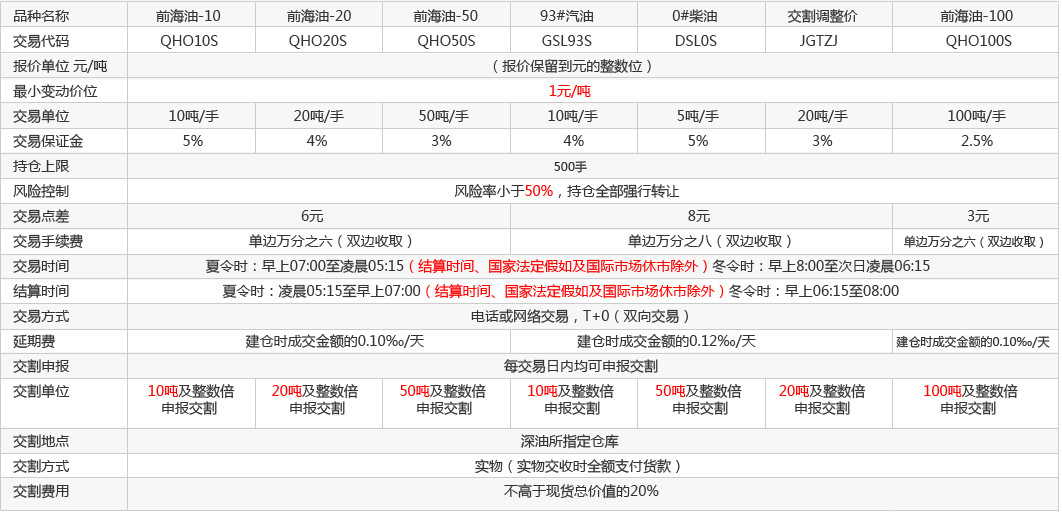 品种名称 前海油-10 前海油-20 前海油-50 93#汽油 0#柴油 交割调整价 前海油-100
交易代码 QHO10S QHO20S QHO50S GSL93S DSL0S JGTZJ QHO100S
报价单位 元/吨 （报价保留到元的整数位）
最小变动价位 1元/吨
交易单位 10吨/手 20吨/手 50吨/手 10吨/手 5吨/手 20吨/手 100吨/手
交易保证金 5% 4% 3% 4% 5% 3% 2.5%
持仓上限 500手
风险控制 风险率小于50%，持仓全部强行转让
交易点差 6元 8元 3元
交易手续费 单边万分之六（双边收取） 单边万分之八（双边收取） 单边万分之六（双边收取）
交易时间 夏令时：早上07:00至凌晨05:15（结算时间、国家法定假如及国际市场休市除外）冬令时：早上8:00至次日凌晨06:15
结算时间 夏令时：凌晨05:15至早上07:00（结算时间、国家法定假如及国际市场休市除外）冬令时：早上06:15至08:00
交易方式 电话或网络交易，T+0（双向交易）
延期费 建仓时成交金额的0.10‰/天 建仓时成交金额的0.12‰/天 建仓时成交金额的0.10‰/天
交割申报 每交易日内均可申报交割
交割单位 10吨及整数倍 20吨及整数倍 50吨及整数倍 10吨及整数倍 50吨及整数倍 20吨及整数倍 100吨及整数倍
申报交割 申报交割 申报交割 申报交割 申报交割 申报交割 申报交割
交割地点 深油所指定仓库
交割方式 实物（实物交收时全额支付货款）
交割费用 不高于现货总价值的20%